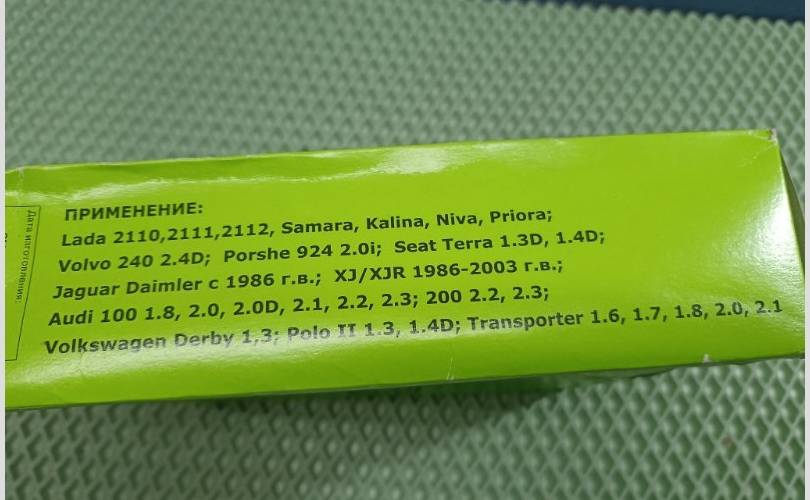 ПРИМЕНЕНИЕ:
Lada 2110,2111,2112, Samara, Kalina, Niva, Priora;
Volvo 240 2.4D; Porshe 924 2.0i; Seat Terra 1.3D, 1.4D;
Jaguar Daimler с 1986 г.в.; XJ/XJR 1986-2003 г.в.;
Audi 100 1.8, 2.0, 2.0D, 2.1, 2.2, 2.3; 200 2.2, 2.3;
Volkswagen Derby 1,3; Polo II 1.3, 1.4D; Transporter 1.6, 1.7, 1.8, 2.0, 2.1
Дата изготовления: